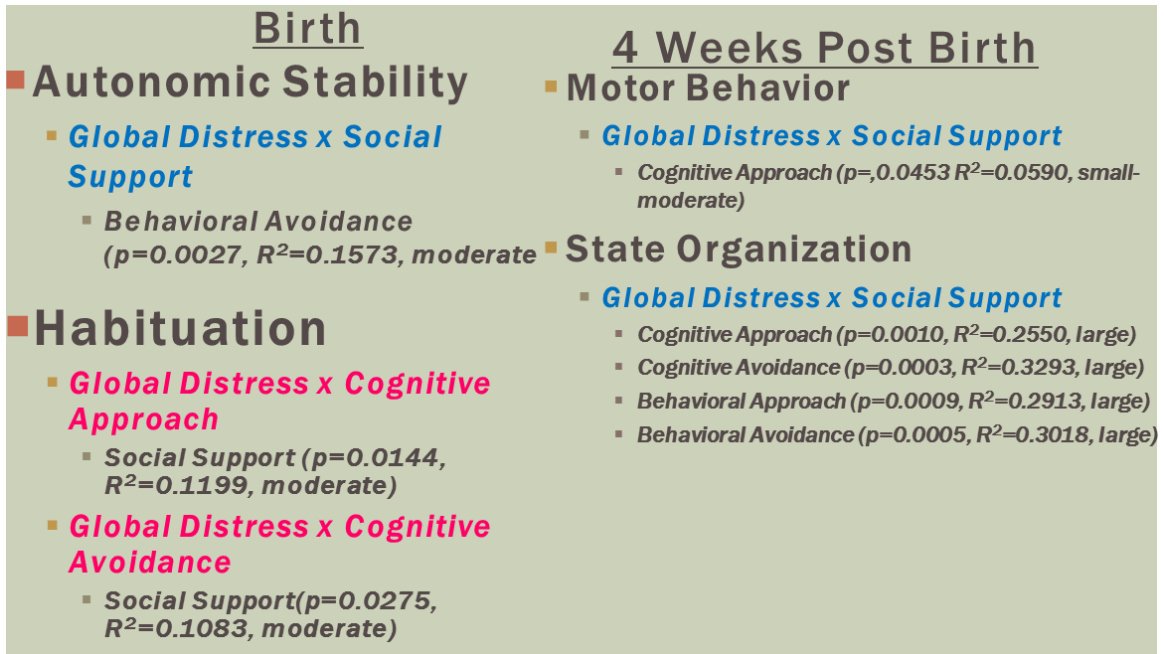 Birth
Autonomic Stability
Global Distress x Social
Support
Behavioral Avoidance
(p=0.0027, R²=0.1573, moderate
Habituation
Global Distress x Cognitive
Approach
Social Support (p=0.0144,
R²=0.1199, moderate)
Global Distress x Cognitive
Avoidance
Social Support(p=0.0275,
R²=0.1083, moderate)
4 Weeks Post Birth
Motor Behavior
Global Distress x Social Support
Cognitive Approach (p=,0.0453 R²=0.0590, small-
moderate)
State Organization
Global Distress x Social Support
Cognitive Approach (p=0.0010, R²=0.2550, large)
Cognitive Avoidance (p=0.0003, R²=0.3293, large)
Behavioral Approach (p=0.0009, R²=0.2913, large)
Behavioral Avoidance (p=0.0005, R²=0.3018, large)